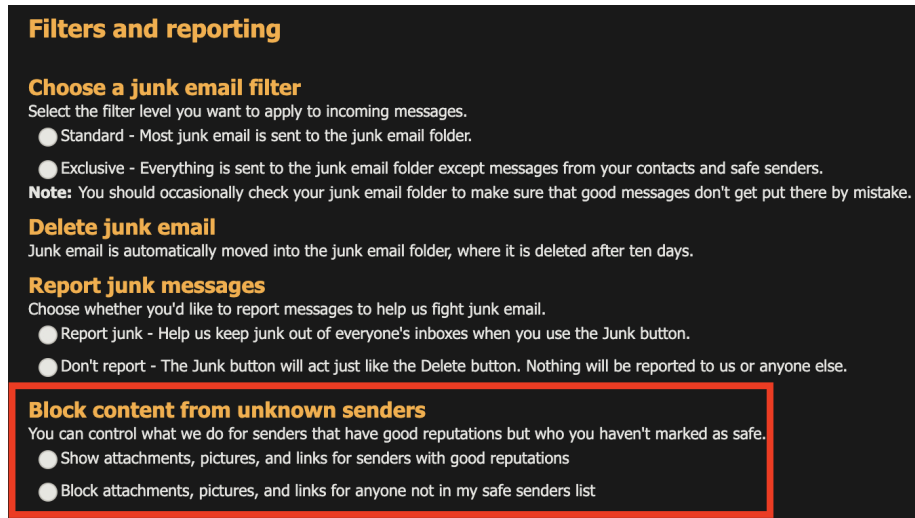 Filters and reporting
Choose a junk email filter
Select the filter level you want to apply to incoming messages.
Standard - Most junk email is sent to the junk email folder.
Exclusive - Everything is sent to the junk email folder except messages from your contacts and safe senders.
Note: You should occasionally check your junk email folder to make sure that good messages don't get put there by mistake.
Delete junk email
Junk email is automatically moved into the junk email folder, where it is deleted after ten days.
Report junk messages
Choose whether you'd like to report messages to help us fight junk email.
Report junk - Help us keep junk out of everyone's inboxes when you use the Junk button.
Don't report - The Junk button will act just like the Delete button. Nothing will be reported to us or anyone else.
Block content from unknown senders
You can control what we do for senders that have good reputations but who you haven't marked as safe.
Show attachments, pictures, and links for senders with good reputations
Block attachments, pictures, and links for anyone not in my safe senders list